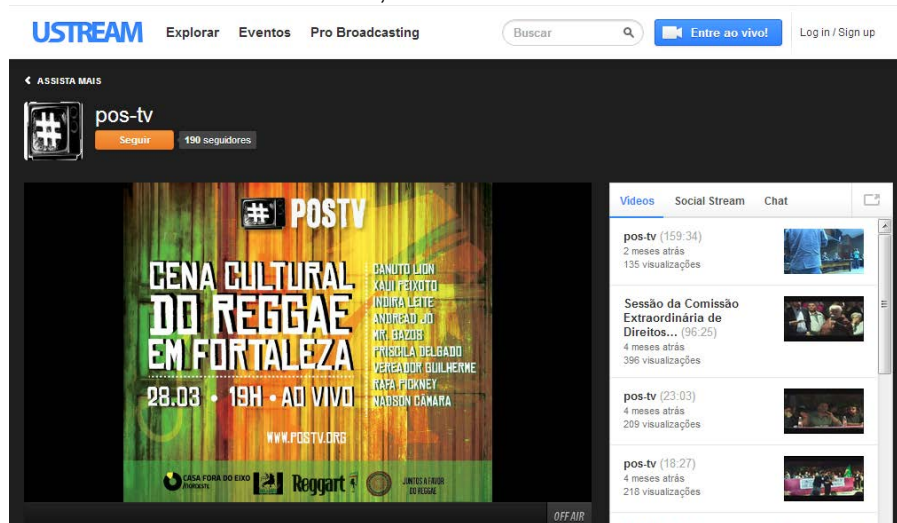 USTREAM
Explorar Eventos Pro Broadcasting
Buscar
Entre ao vivo!
Log in / Sign up
ASSISTA MAIS
#
pos-tv
Seguir
190 seguidores
# POSTV
CENA CULTURAL
DO REGGAE
EM FORTALEZA
28.03 • 19H • AO VIVO
CANUTO LION
XAUI PEIXOTO
INDIRA LEITE
ANDREAD JÓ
MR. BAZOS
PRISCILA DELGADO
VEREADOR GUILHERME
RAFA PICKNEY
NADSON CÂMARA
WWW.POSTV.ORG
CASA FORA DO EIXO
NORDESTE
Reggart
JUNTOS A FAVOR
DO REGGAE
OFF AIR
Videos Social Stream Chat
pos-tv (159:34)
2 meses atrás
135 visualizações
Sessão da Comissão
Extraordinária de
Direitos... (96:25)
4 meses atrás
396 visualizações
pos-tv (23:03)
4 meses atrás
209 visualizações
pos-tv (18:27)
4 meses atrás
218 visualizações